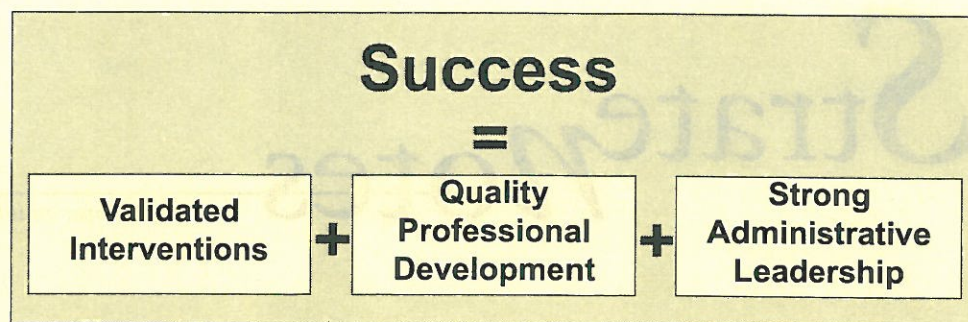 Success
=
Validated
Interventions
+
Quality
Professional
Development
+
Strong
Administrative
Leadership